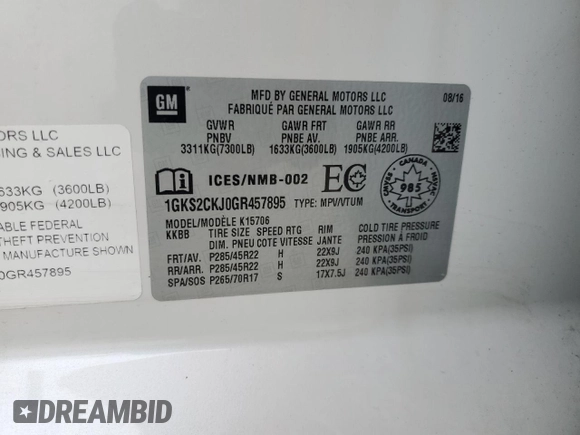 GM
MFD BY GENERAL MOTORS LLC
FABRIQUÉ PAR GENERAL MOTORS LLC
08/16
GVWR GAWR FRT GAWR RR
PNBV PNBE AV. PNBE ARR.
3311KG(7300LB) 1633KG(3600LB) 1905KG(4200LB)
ICES/NMB-002 EC
CANADA
985
TRANSPORT
1GKS2CKJ0GR457895 TYPE: MPV/VTUM
MODEL/MODÈLE K15706
KKBB TIRE SIZE SPEED RTG RIM COLD TIRE PRESSURE
DIM. PNEU COTE VITESSE JANTE PRESSION À FROID
FRT/AV. P285/45R22 H 22X9J 240 KPA(35PSI)
RR/ARR. P285/45R22 H 22X9J 240 KPA(35PSI)
SPA/SOS P265/70R17 S 17X7.5J 240 KPA(35PSI)
ORS LLC
ING & SALES LLC
633KG (3600LB)
905KG (4200LB)
ABLE FEDERAL
THEFT PREVENTION
MANUFACTURE SHOWN
0GR457895
DREAMBID